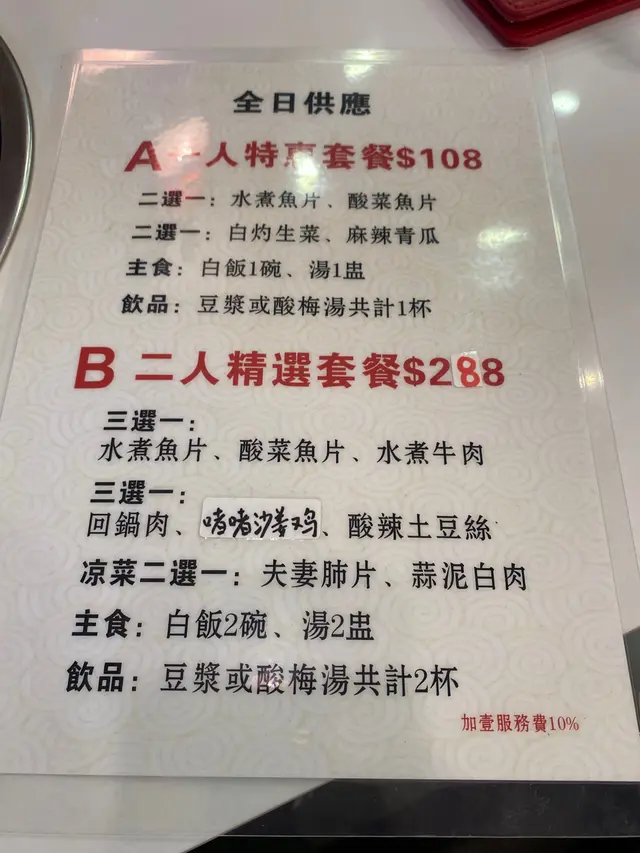 全日供應
A 一人特惠套餐$108
二選一：水煮魚片、酸菜魚片
二選一：白灼生菜、麻辣青瓜
主食：白飯1碗、湯1盅
飲品：豆漿或酸梅湯共計1杯
B 二人精選套餐$288
三選一：
水煮魚片、酸菜魚片、水煮牛肉
三選一：
回鍋肉、啫啫沙姜鸡、酸辣土豆絲
凉菜二選一：夫妻肺片、蒜泥白肉
主食：白飯2碗、湯2盅
飲品：豆漿或酸梅湯共計2杯
加壹服務費10%